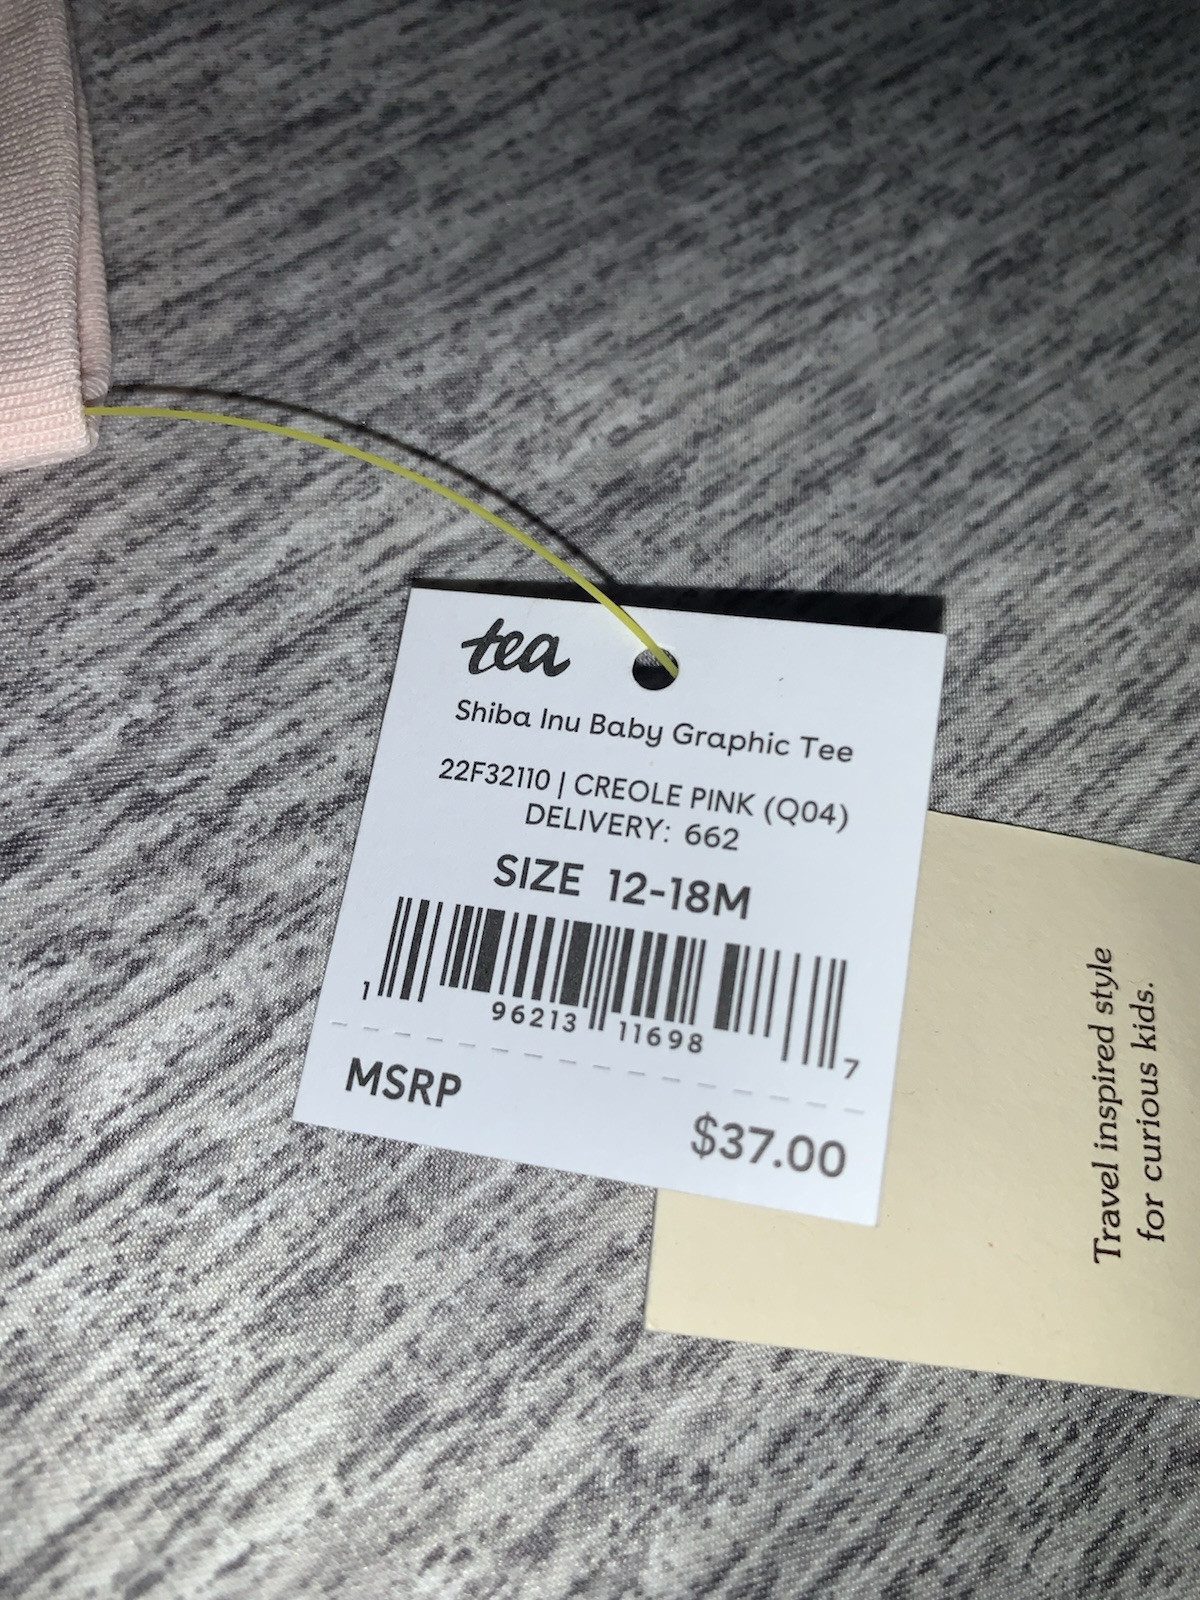 tea
Shiba Inu Baby Graphic Tee
22F32110 | CREOLE PINK (Q04)
DELIVERY: 662
SIZE 12-18M
1 96213 11698 7
MSRP $37.00
Travel inspired style
for curious kids.